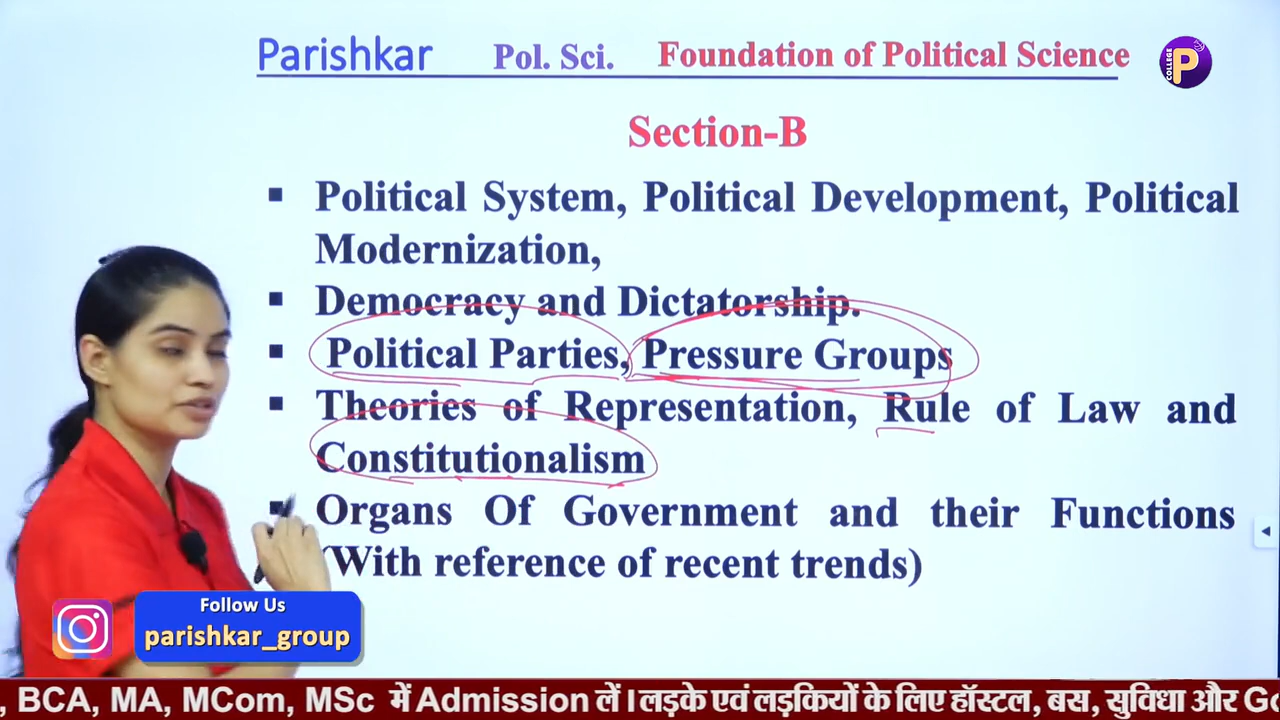 Parishkar Pol. Sci. Foundation of Political Science
COLLEGE P
Section-B
▪ Political System, Political Development, Political
Modernization,
▪ Democracy and Dictatorship.
▪ Political Parties, Pressure Groups
▪ Theories of Representation, Rule of Law and
Constitutionalism
▪ Organs Of Government and their Functions
(With reference of recent trends)
Follow Us
parishkar_group
, BCA, MA, MCom, MSc में Admission लें । लड़के एवं लड़कियों के लिए हॉस्टल, बस, सुविधा और Go